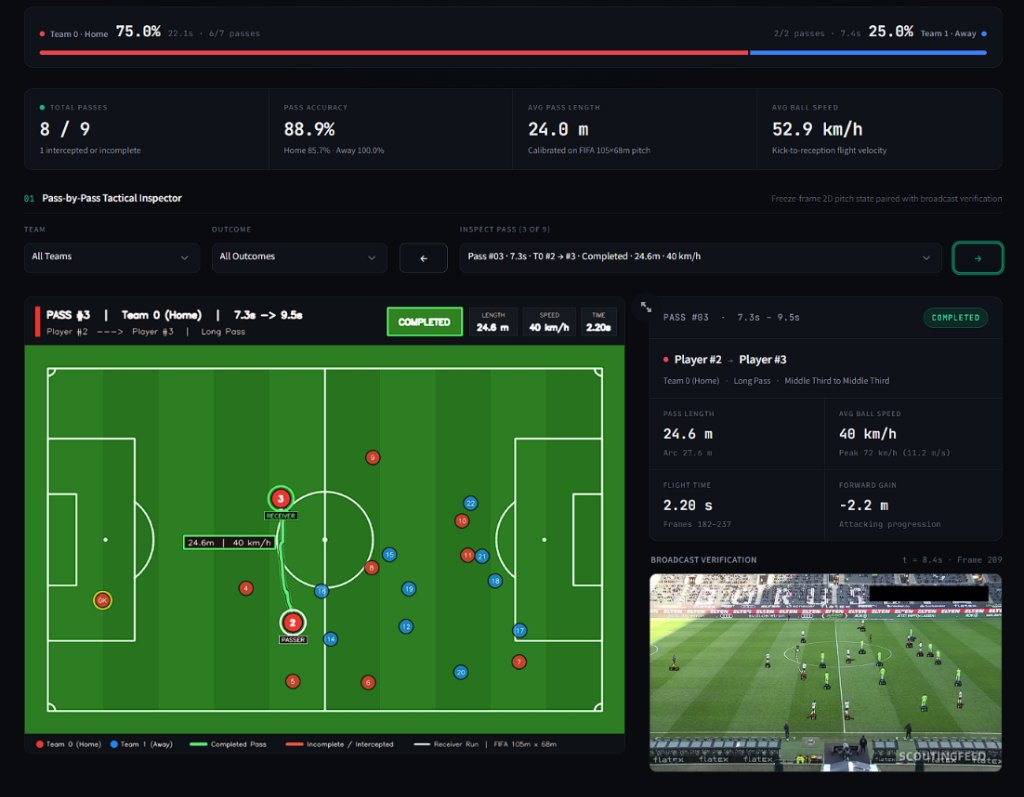 Team 0 · Home 75.0% 22.1s · 6/7 passes
2/2 passes · 7.4s 25.0% Team 1 · Away
TOTAL PASSES
8 / 9
1 intercepted or incomplete
PASS ACCURACY
88.9%
Home 85.7% · Away 100.0%
AVG PASS LENGTH
24.0 m
Calibrated on FIFA 105×68m pitch
AVG BALL SPEED
52.9 km/h
Kick-to-reception flight velocity
01 Pass-by-Pass Tactical Inspector
Freeze-frame 2D pitch state paired with broadcast verification
TEAM
All Teams
OUTCOME
All Outcomes
←
INSPECT PASS (3 OF 9)
Pass #03 · 7.3s · T0 #2 → #3 · Completed · 24.6m · 40 km/h
→
PASS #3 | Team 0 (Home) | 7.3s –> 9.5s
Player #2 ---> Player #3 | Long Pass
COMPLETED
LENGTH
24.6 m
SPEED
40 km/h
TIME
2.20s
9
3
RECEIVER
22
10
24.6m | 40 km/h
15
11
21
8
18
4
16
19
GK
2
PASSER
12
14
17
7
20
5
6
Team 0 (Home)
Team 1 (Away)
Completed Pass
Incomplete / Intercepted
Receiver Run | FIFA 105m x 68m
PASS #03 · 7.3s – 9.5s
COMPLETED
Player #2 → Player #3
Team 0 (Home) · Long Pass · Middle Third to Middle Third
PASS LENGTH
24.6 m
Arc 27.6 m
AVG BALL SPEED
40 km/h
Peak 72 km/h (11.2 m/s)
FLIGHT TIME
2.20 s
Frames 182–237
FORWARD GAIN
-2.2 m
Attacking progression
BROADCAST VERIFICATION
t = 8.4s · Frame 209
flatex flatex flatex flatex
SCOUTINGFEED